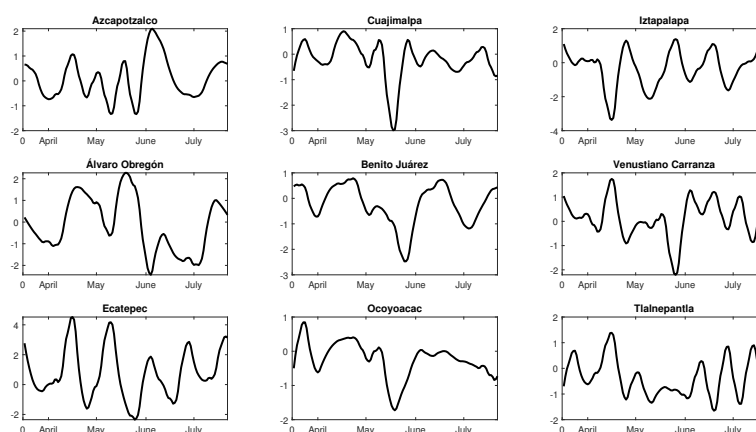 Azcapotzalco
2
1
0
-1
-2
0 April May June July
Cuajimalpa
1
0
-1
-2
-3
0 April May June July
Iztapalapa
2
0
-2
-4
0 April May June July
Álvaro Obregón
2
1
0
-1
-2
0 April May June July
Benito Juárez
1
0
-1
-2
-3
0 April May June July
Venustiano Carranza
2
1
0
-1
-2
0 April May June July
Ecatepec
4
2
0
-2
0 April May June July
Ocoyoacac
1
0
-1
-2
0 April May June July
Tlalnepantla
2
1
0
-1
-2
0 April May June July